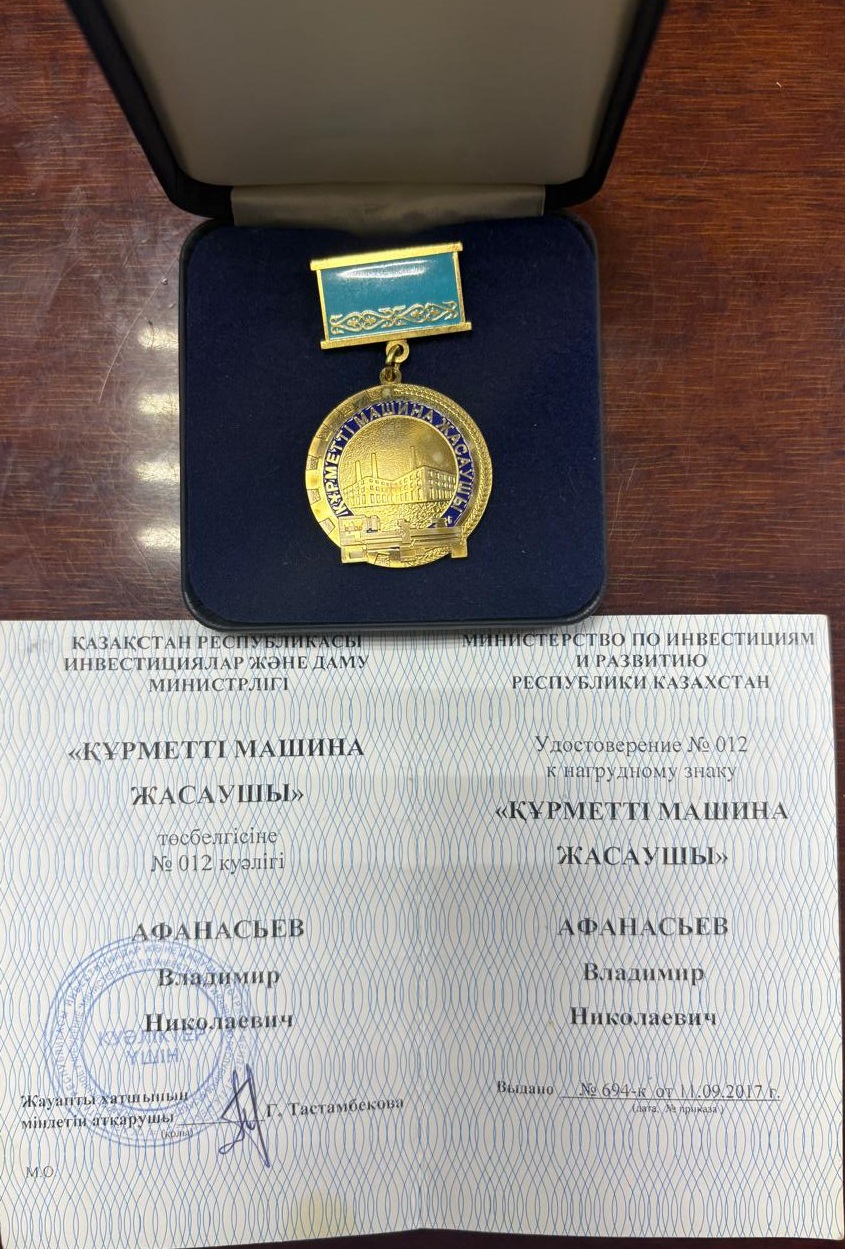 ҚҰРМЕТТІ МАШИНА ЖАСАУШЫ
ҚАЗАҚСТАН РЕСПУБЛИКАСЫ
ИНВЕСТИЦИЯЛАР ЖӘНЕ ДАМУ
МИНИСТРЛІГІ
«ҚҰРМЕТТІ МАШИНА
ЖАСАУШЫ»
төсбелгісіне
№ 012 куәлігі
АФАНАСЬЕВ
Владимир
Николаевич
КУӘЛІКТЕР
ҮШІН
Жауапты хатшының
міндетін атқарушы Г. Тастамбекова
(қолы)
М.О
МИНИСТЕРСТВО ПО ИНВЕСТИЦИЯМ
И РАЗВИТИЮ
РЕСПУБЛИКИ КАЗАХСТАН
Удостоверение № 012
к нагрудному знаку
«ҚҰРМЕТТІ МАШИНА
ЖАСАУШЫ»
АФАНАСЬЕВ
Владимир
Николаевич
Выдано № 694-к от 11.09.2017 г.
(дата, № приказа)